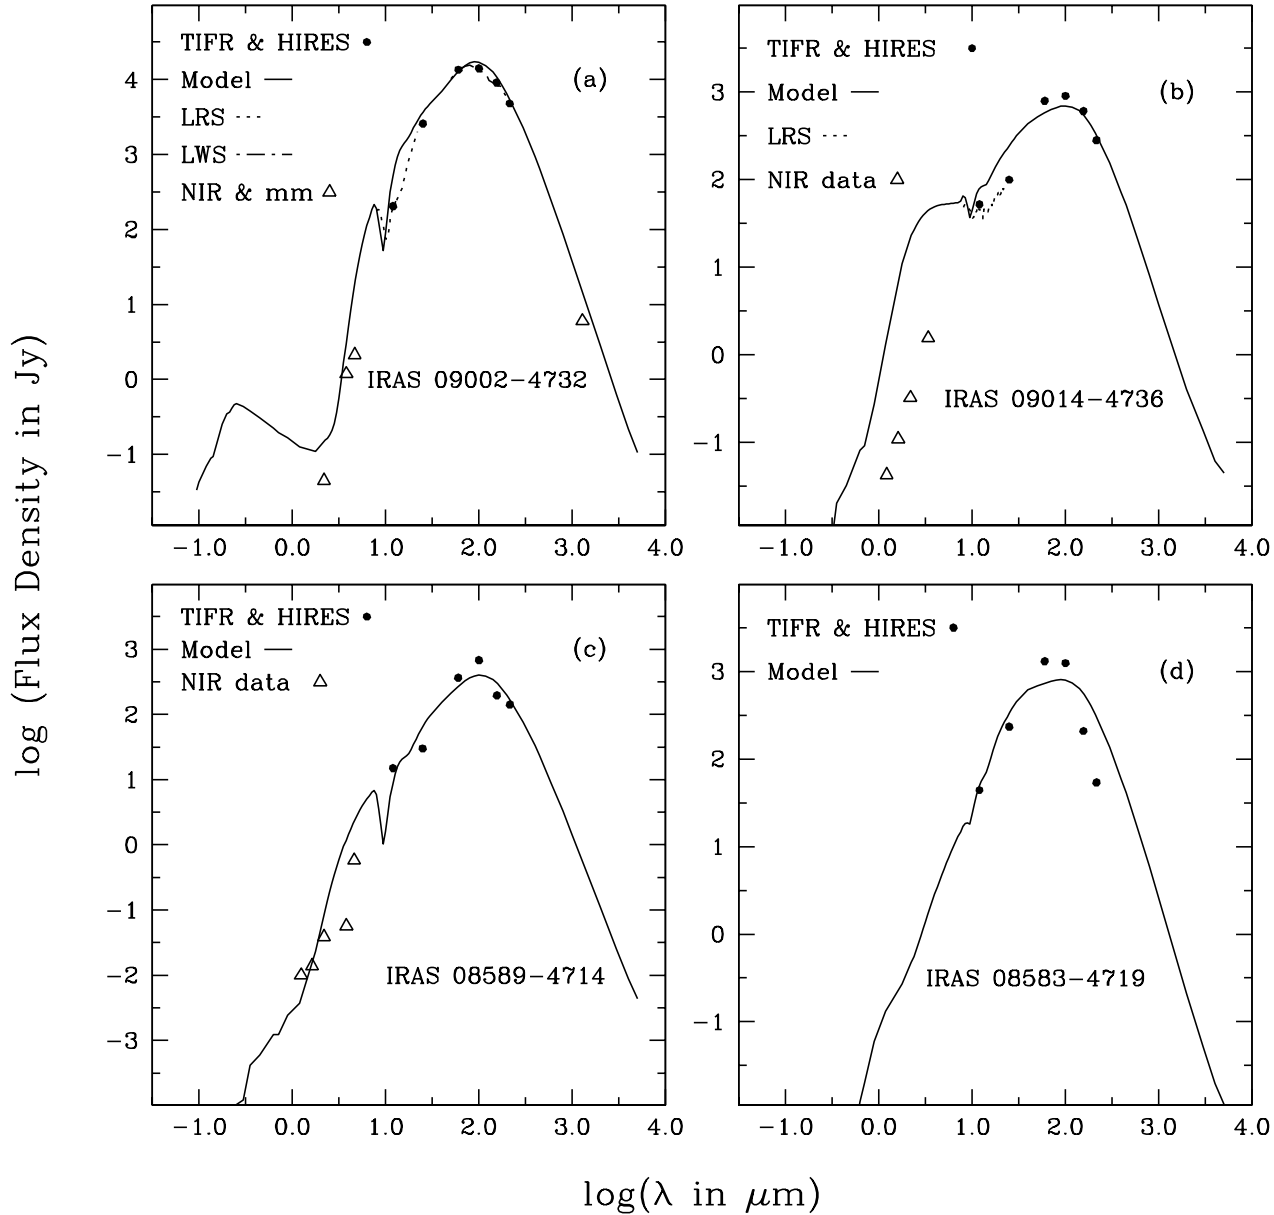 log (Flux Density in Jy)
TIFR & HIRES
Model
LRS
LWS
NIR & mm
(a)
IRAS 09002−4732
4
3
2
1
0
−1
−1.0 0.0 1.0 2.0 3.0 4.0
TIFR & HIRES
Model
LRS
NIR data
(b)
IRAS 09014−4736
3
2
1
0
−1
−1.0 0.0 1.0 2.0 3.0 4.0
TIFR & HIRES
Model
NIR data
(c)
IRAS 08589−4714
3
2
1
0
−1
−2
−3
−1.0 0.0 1.0 2.0 3.0 4.0
TIFR & HIRES
Model
(d)
IRAS 08583−4719
3
2
1
0
−1
−1.0 0.0 1.0 2.0 3.0 4.0
log(λ in μm)